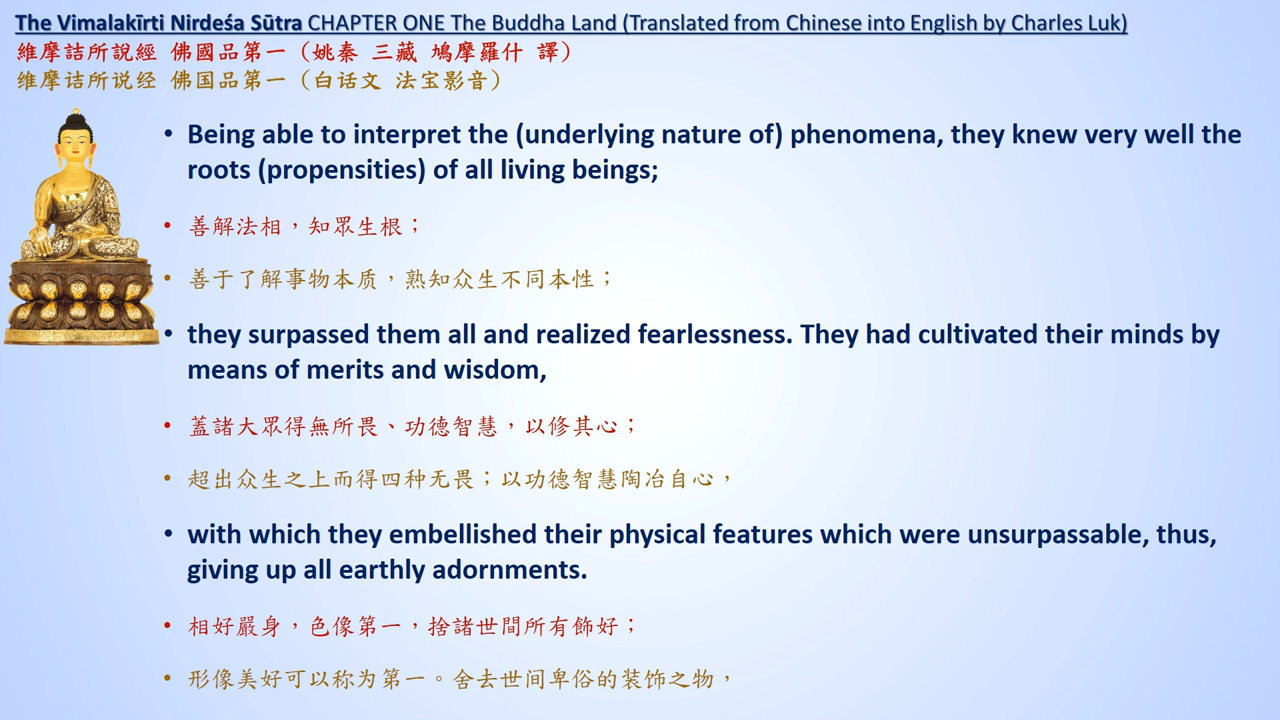 The Vimalakīrti Nirdeśa Sūtra CHAPTER ONE The Buddha Land (Translated from Chinese into English by Charles Luk)
維摩詰所說經 佛國品第一（姚秦 三藏 鳩摩羅什 譯）
维摩诘所说经 佛国品第一（白话文 法宝影音）
• Being able to interpret the (underlying nature of) phenomena, they knew very well the
roots (propensities) of all living beings;
• 善解法相，知眾生根；
• 善于了解事物本质，熟知众生不同本性；
• they surpassed them all and realized fearlessness. They had cultivated their minds by
means of merits and wisdom,
• 蓋諸大眾得無所畏、功德智慧，以修其心；
• 超出众生之上而得四种无畏；以功德智慧陶冶自心，
• with which they embellished their physical features which were unsurpassable, thus,
giving up all earthly adornments.
• 相好嚴身，色像第一，捨諸世間所有飾好；
• 形像美好可以称为第一。舍去世间卑俗的装饰之物，